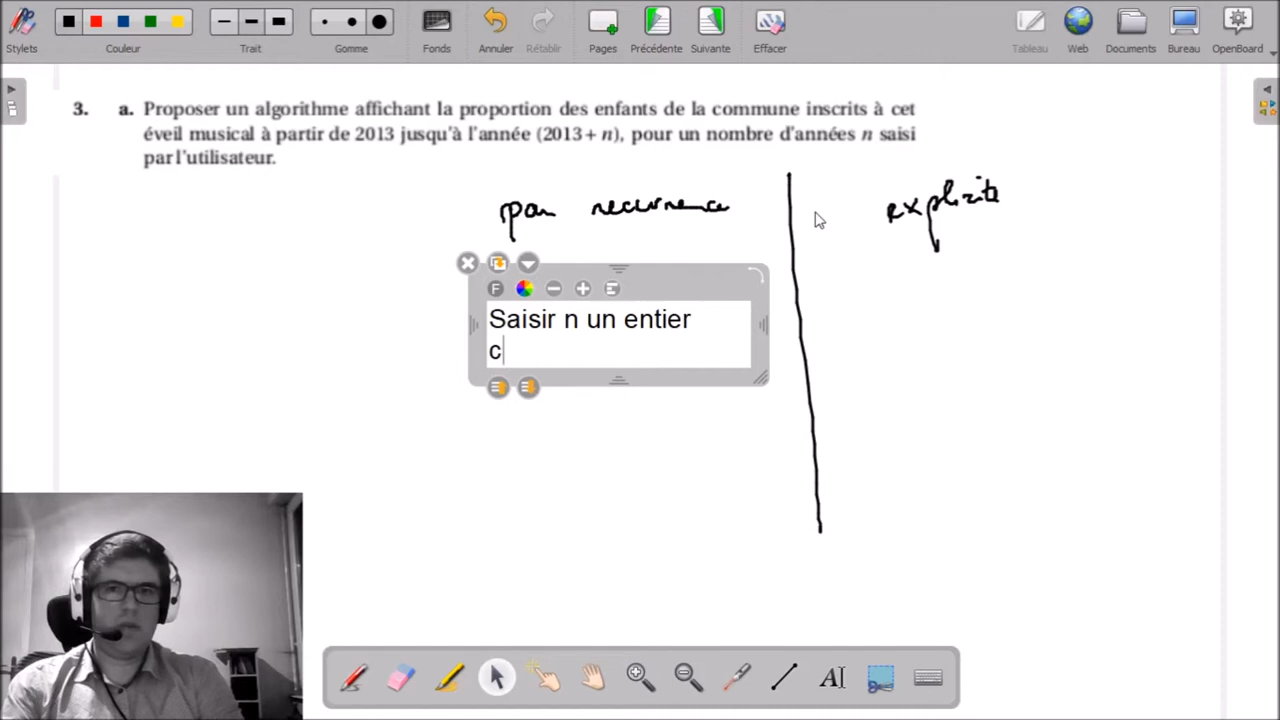 Stylets
Couleur
Trait
Gomme
Fonds
Annuler
Rétablir
Pages
Précédente
Suivante
Effacer
Tableau
Web
Documents
Bureau
OpenBoard
3. a. Proposer un algorithme affichant la proportion des enfants de la commune inscrits à cet
éveil musical à partir de 2013 jusqu'à l'année (2013 + n), pour un nombre d'années n saisi
par l'utilisateur.
par recurrence
explicite
F
Saisir n un entier
c
AI